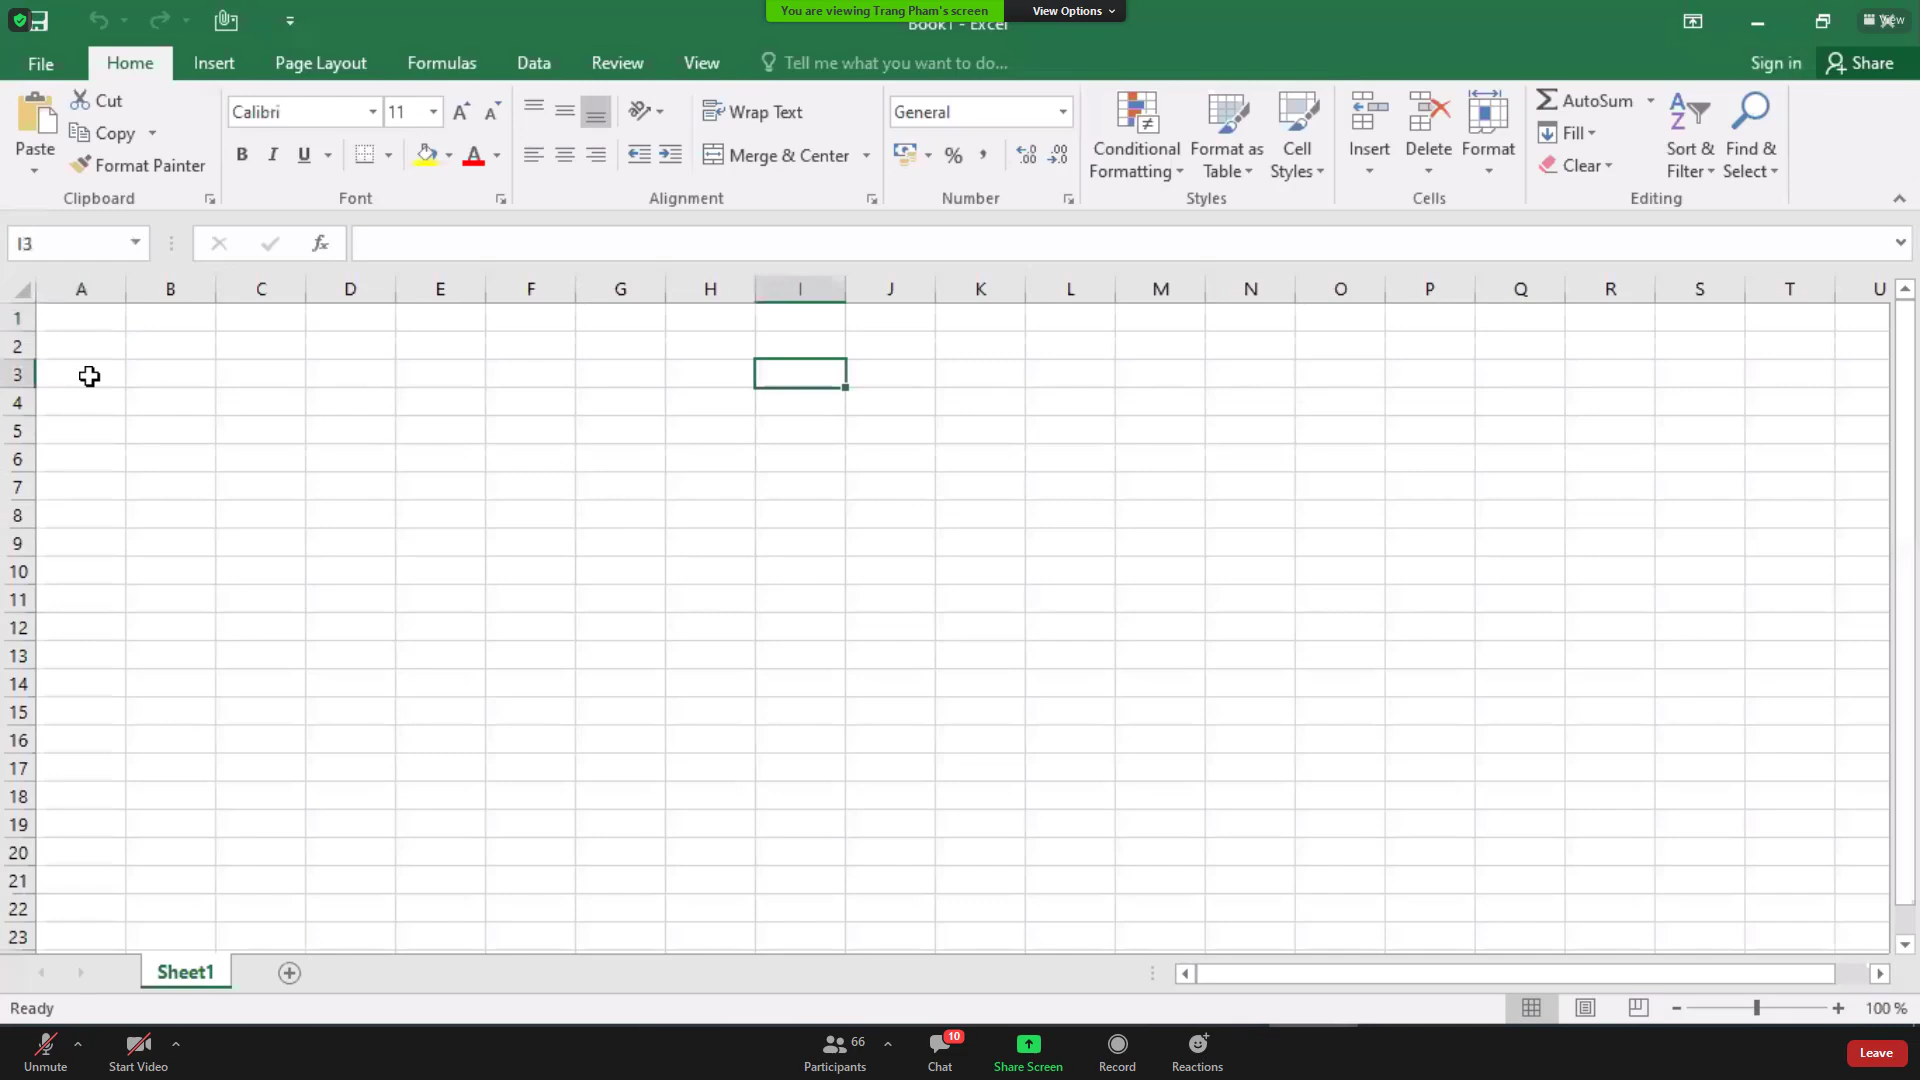 You are viewing Trang Pham's screen
View Options
Book1 - Excel
View
File
Home
Insert
Page Layout
Formulas
Data
Review
View
Tell me what you want to do...
Sign in
Share
Paste
Cut
Copy
Format Painter
Clipboard
Calibri
11
B I U
Font
Wrap Text
Merge & Center
Alignment
General
Number
Conditional
Formatting
Format as
Table
Cell
Styles
Styles
Insert
Delete
Format
Cells
AutoSum
Fill
Clear
Sort &
Filter
Find &
Select
Editing
I3
fx
A B C D E F G H I J K L M N O P Q R S T U
1
2
3
4
5
6
7
8
9
10
11
12
13
14
15
16
17
18
19
20
21
22
23
Sheet1
Ready
100 %
Unmute
Start Video
66
Participants
10
Chat
Share Screen
Record
Reactions
Leave